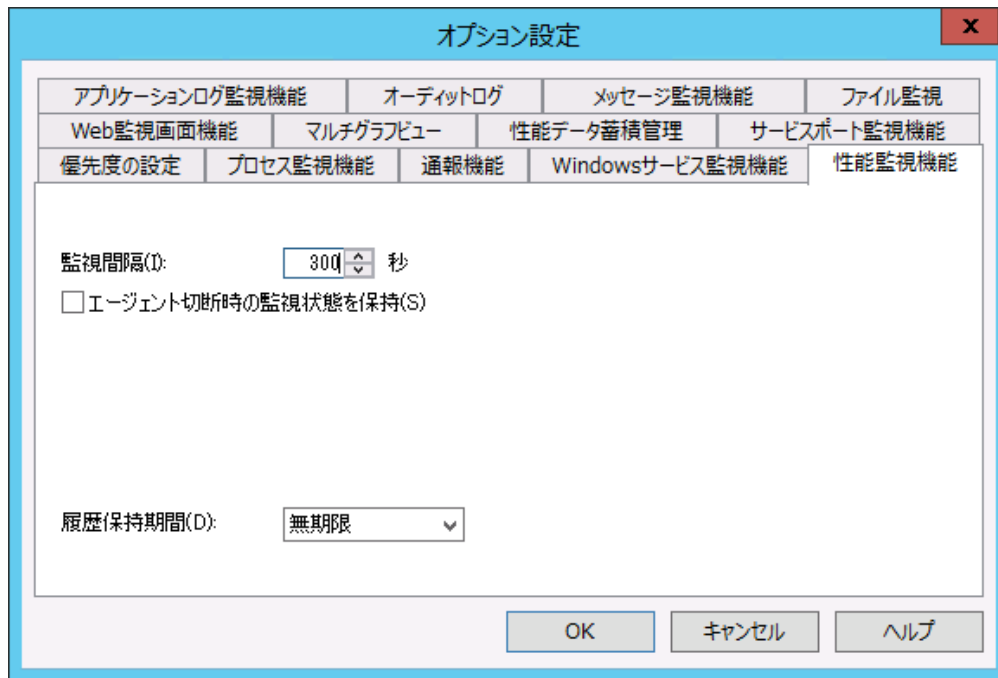 オプション設定
x
アプリケーションログ監視機能 オーディットログ メッセージ監視機能 ファイル監視
Web監視画面機能 マルチグラフビュー 性能データ蓄積管理 サービスポート監視機能
優先度の設定 プロセス監視機能 通報機能 Windowsサービス監視機能 性能監視機能
監視間隔(I): 300 秒
エージェント切断時の監視状態を保持(S)
履歴保持期間(D): 無期限
OK キャンセル ヘルプ